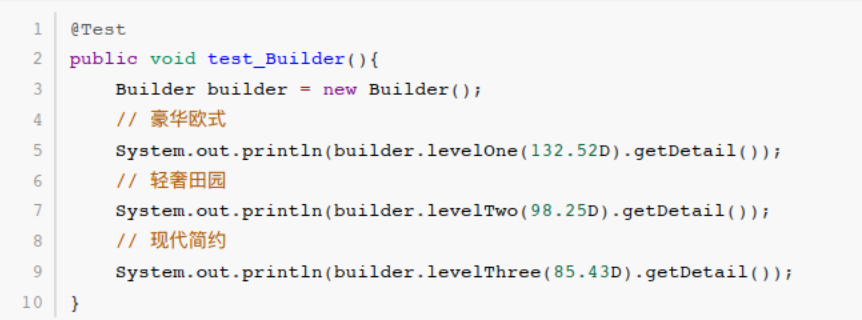 1 @Test
2 public void test_Builder(){
3     Builder builder = new Builder();
4     // 豪华欧式
5     System.out.println(builder.levelOne(132.52D).getDetail());
6     // 轻奢田园
7     System.out.println(builder.levelTwo(98.25D).getDetail());
8     // 现代简约
9     System.out.println(builder.levelThree(85.43D).getDetail());
10 }